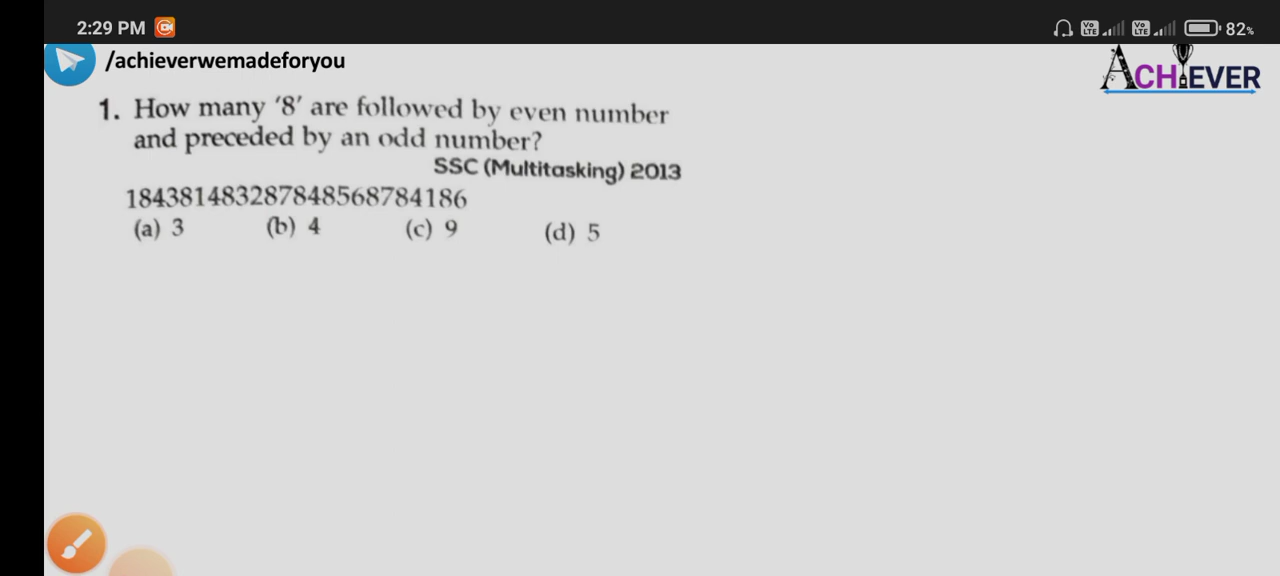 2:29 PM
82%
/achieverwemadeforyou
ACHIEVER
1. How many ‘8’ are followed by even number
and preceded by an odd number?
SSC (Multitasking) 2013
184381483287848568784186
(a) 3 (b) 4 (c) 9 (d) 5